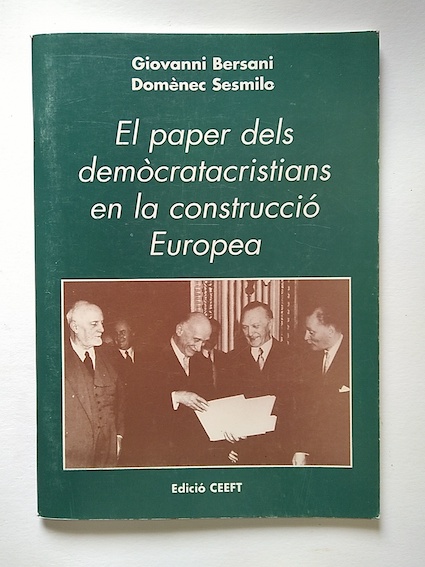 Giovanni Bersani
Domènec Sesmilo
El paper dels
demòcratacristians
en la construcció
Europea
Edició CEEFT